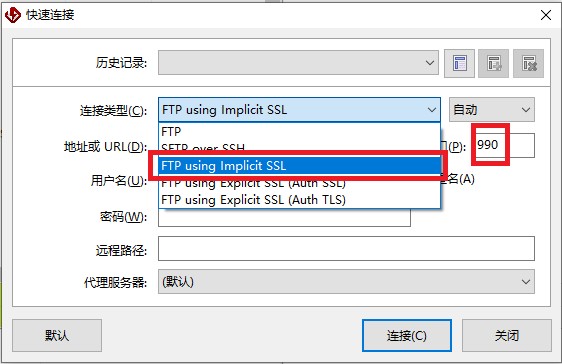 快速连接
历史记录:
连接类型(C):
FTP using Implicit SSL
自动
FTP
SFTP over SSH
地址或 URL(D):
(P):
990
FTP using Implicit SSL
用户名(U):
FTP using Explicit SSL (Auth SSL)
名(A)
FTP using Explicit SSL (Auth TLS)
密码(W):
远程路径:
代理服务器:
(默认)
默认
连接(C)
关闭